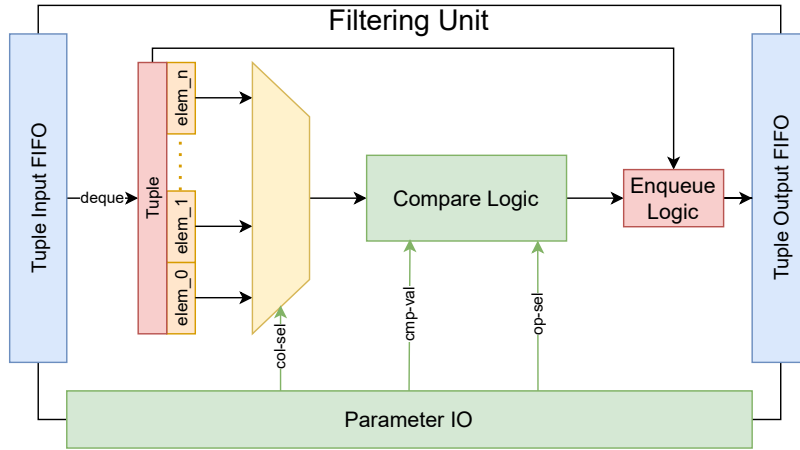 Filtering Unit
Tuple Input FIFO
deque
Tuple
elem_n
elem_1
elem_0
Compare Logic
Enqueue
Logic
Tuple Output FIFO
col-sel
cmp-val
op-sel
Parameter IO